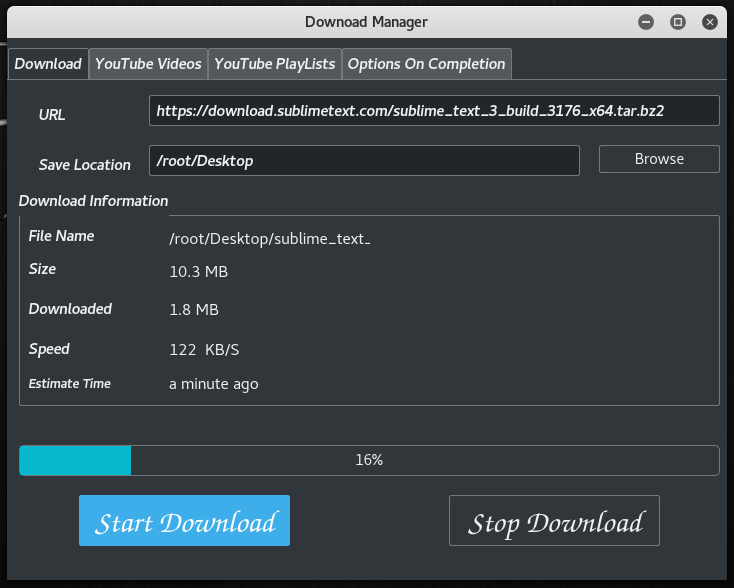 Downoad Manager
Download YouTube Videos YouTube PlayLists Options On Completion
URL https://download.sublimetext.com/sublime_text_3_build_3176_x64.tar.bz2
Save Location /root/Desktop Browse
Download Information
File Name /root/Desktop/sublime_text_
Size 10.3 MB
Downloaded 1.8 MB
Speed 122 KB/S
Estimate Time a minute ago
16%
Start Download Stop Download